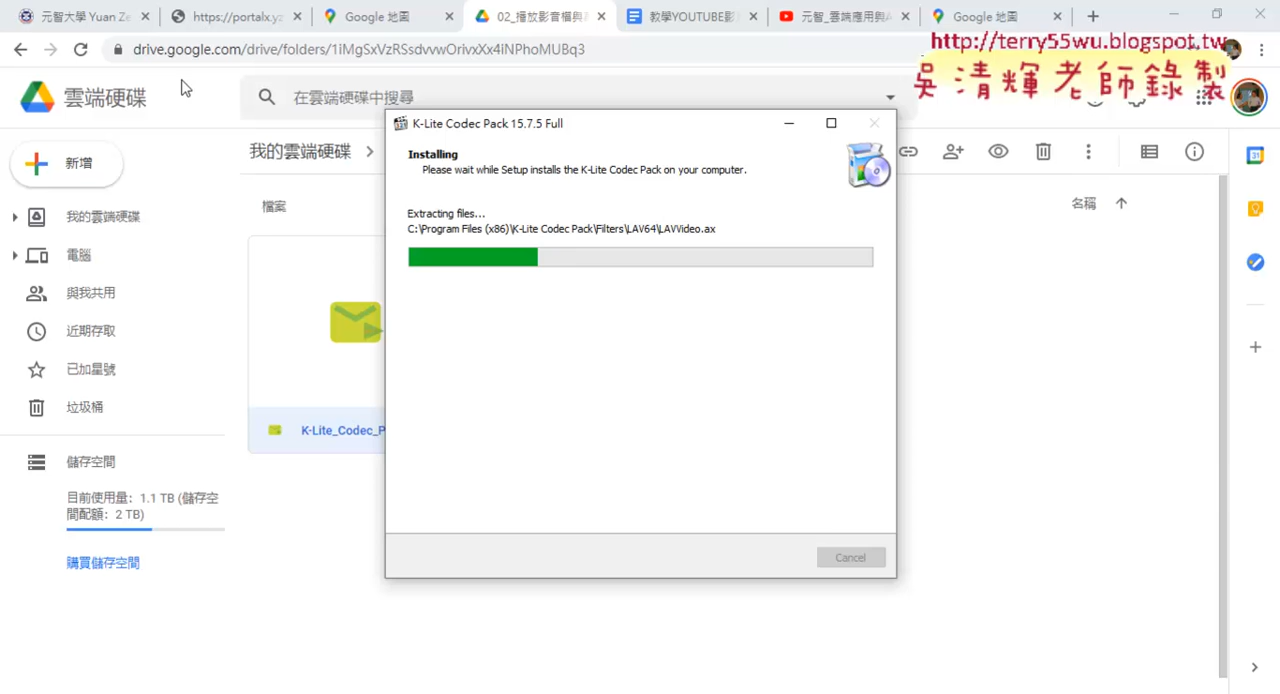 元智大學 Yuan Ze
https://portalx.yz
Google 地圖
02_播放影音檔與
教學YOUTUBE影
元智_雲端應用與A
Google 地圖
drive.google.com/drive/folders/1iMgSxVzRSsdvvwOrivxXx4iNPhoMUBq3
http://terry55wu.blogspot.tw
吳清輝老師錄製
雲端硬碟
在雲端硬碟中搜尋
新增
我的雲端硬碟
電腦
與我共用
近期存取
已加星號
垃圾桶
儲存空間
目前使用量: 1.1 TB (儲存空
間配額: 2 TB)
購買儲存空間
我的雲端硬碟
檔案
名稱
K-Lite_Codec_P
K-Lite Codec Pack 15.7.5 Full
Installing
Please wait while Setup installs the K-Lite Codec Pack on your computer.
Extracting files...
C:\Program Files (x86)\K-Lite Codec Pack\Filters\LAV64\LAVVideo.ax
Cancel
31